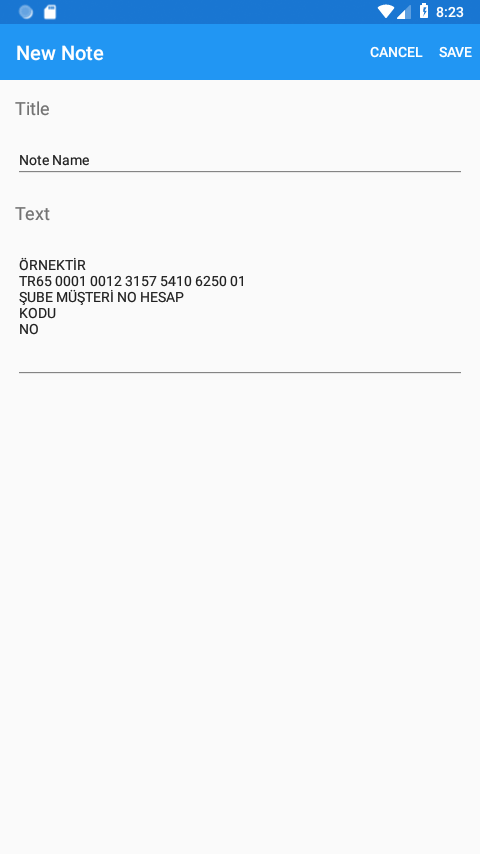 8:23
New Note
CANCEL
SAVE
Title
Note Name
Text
ÖRNEKTİR
TR65 0001 0012 3157 5410 6250 01
ŞUBE MÜŞTERİ NO HESAP
KODU
NO